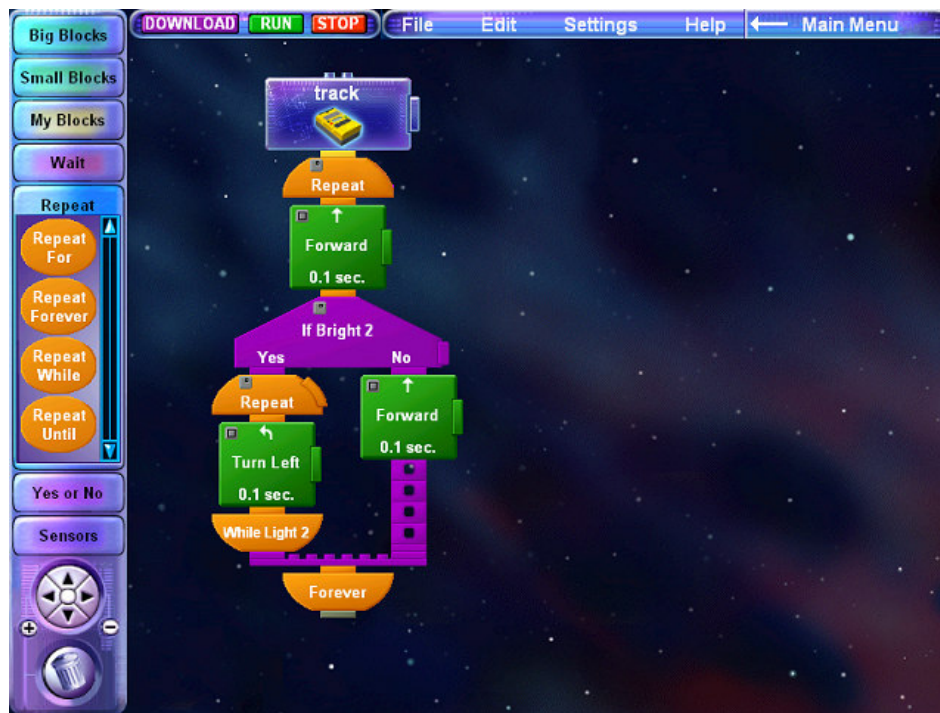 DOWNLOAD RUN STOP File Edit Settings Help Main Menu
Big Blocks
Small Blocks
My Blocks
Wait
Repeat
Repeat
For
Repeat
Forever
Repeat
While
Repeat
Until
Yes or No
Sensors
track
Repeat
Forward
0.1 sec.
If Bright 2
Yes No
Repeat
Turn Left
0.1 sec.
While Light 2
Forward
0.1 sec.
Forever